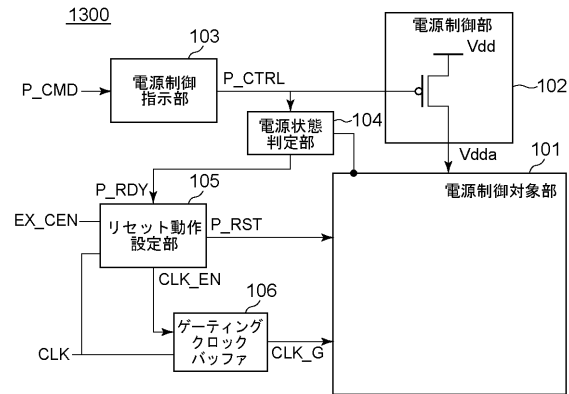 1300
103
電源制御部
Vdd
電源制御
指示部
P_CMD
P_CTRL
102
104
電源状態
判定部
Vdda
101
電源制御対象部
P_RDY
105
EX_CEN
リセット動作
設定部
P_RST
CLK_EN
106
ゲーティング
クロック
バッファ
CLK
CLK_G